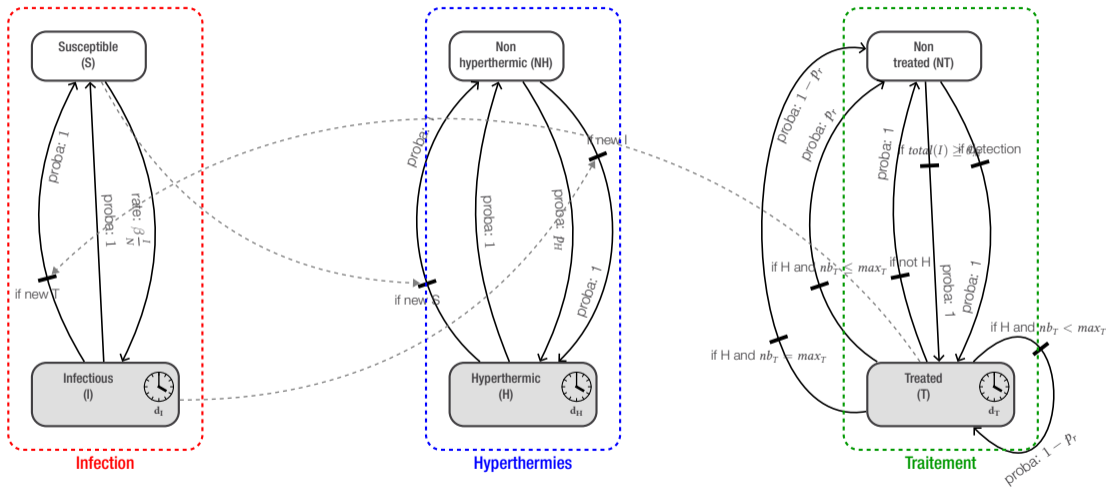 Susceptible
(S)
Non
hyperthermic (NH)
Non
treated (NT)
proba: 1
proba: 1
rate: β I/N
if new T
proba:
if new S
proba: 1
proba: p_H
if new I
proba: 1
proba: 1 − p_r
proba: p_r
proba: 1
if detection
if H and nb_T ≤ max_T
if not H
proba: 1
proba: 1
if H and nb_T = max_T
if H and nb_T < max_T
proba: 1 − p_r
Infectious
(I)
d_I
Hyperthermic
(H)
d_H
Treated
(T)
d_T
Infection
Hyperthermies
Traitement